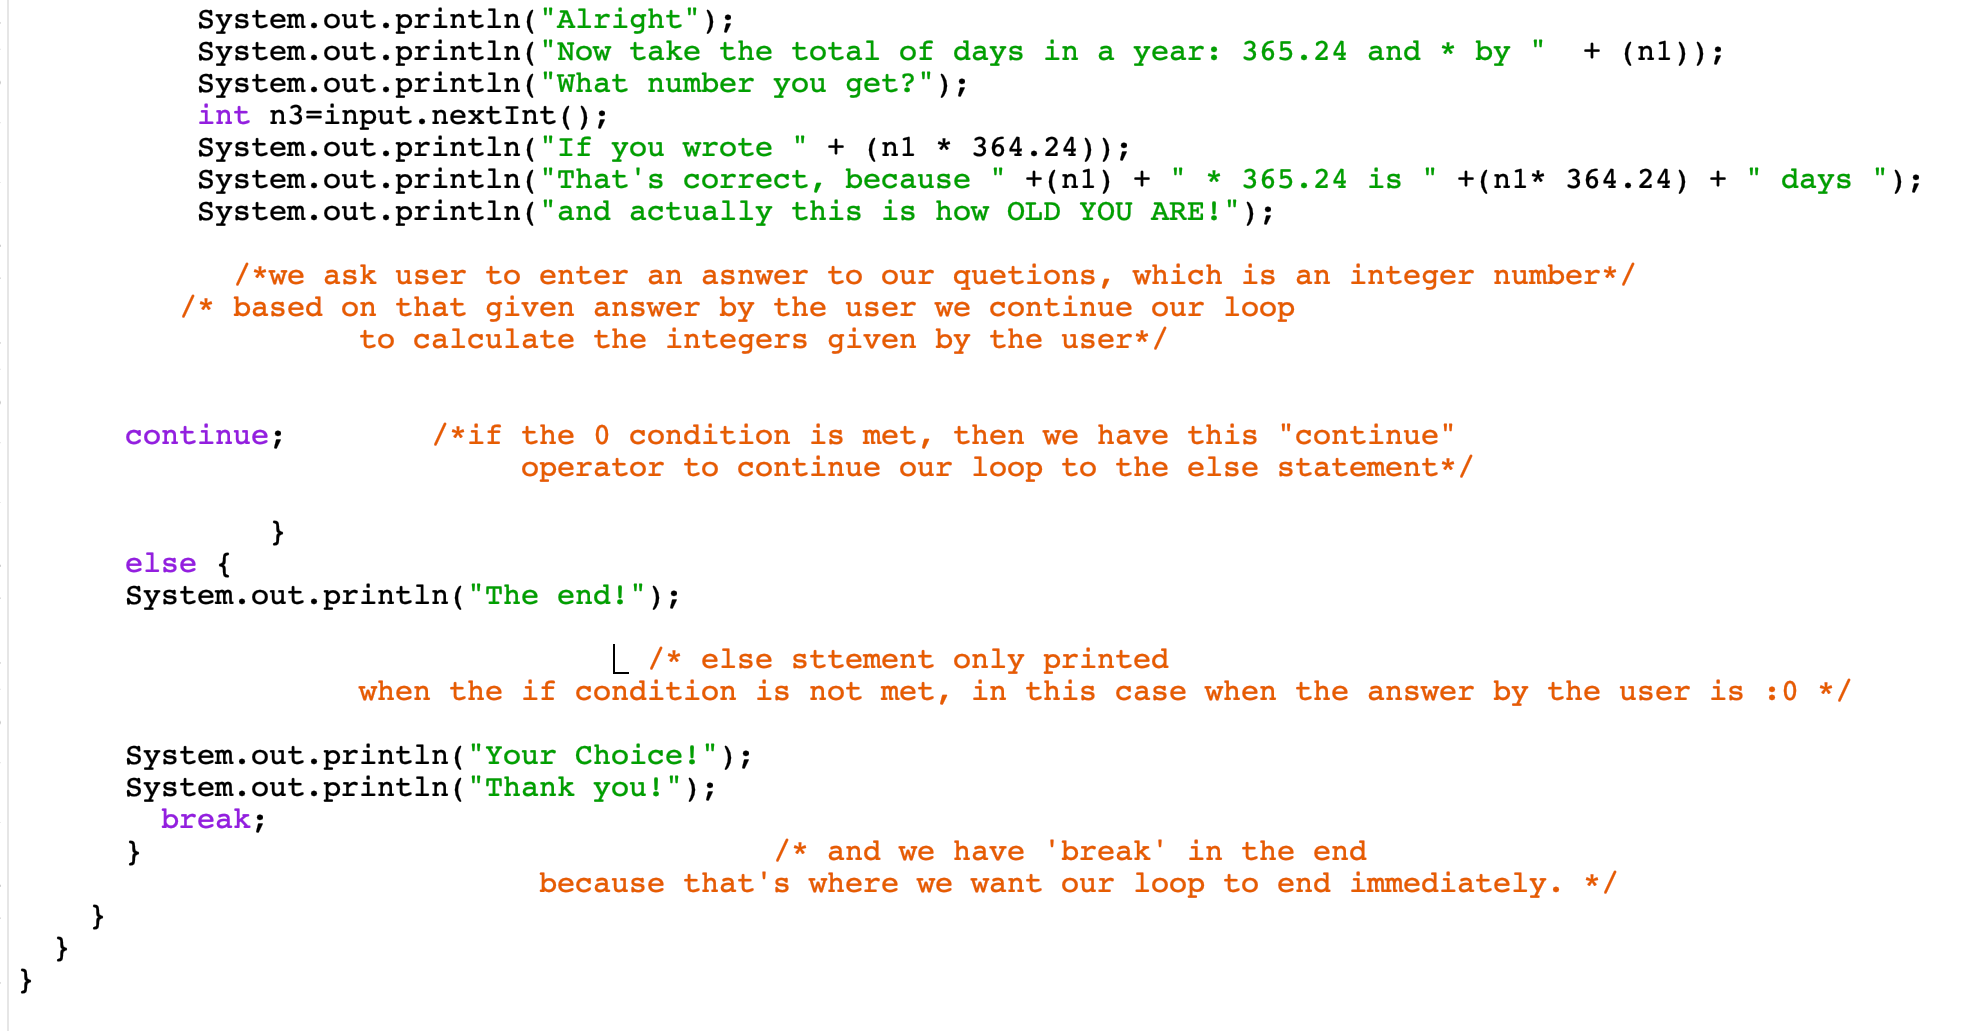 System.out.println("Alright");
System.out.println("Now take the total of days in a year: 365.24 and * by "  + (n1));
System.out.println("What number you get?");
int n3=input.nextInt();
System.out.println("If you wrote " + (n1 * 364.24));
System.out.println("That's correct, because " +(n1) + " * 365.24 is " +(n1* 364.24) + " days ");
System.out.println("and actually this is how OLD YOU ARE!");
/*we ask user to enter an asnwer to our quetions, which is an integer number*/
/* based on that given answer by the user we continue our loop
to calculate the integers given by the user*/
continue; /*if the 0 condition is met, then we have this "continue"
operator to continue our loop to the else statement*/
}
else {
System.out.println("The end!");
/* else sttement only printed
when the if condition is not met, in this case when the answer by the user is :0 */
System.out.println("Your Choice!");
System.out.println("Thank you!");
break;
}
/* and we have 'break' in the end
because that's where we want our loop to end immediately. */
}
}
}